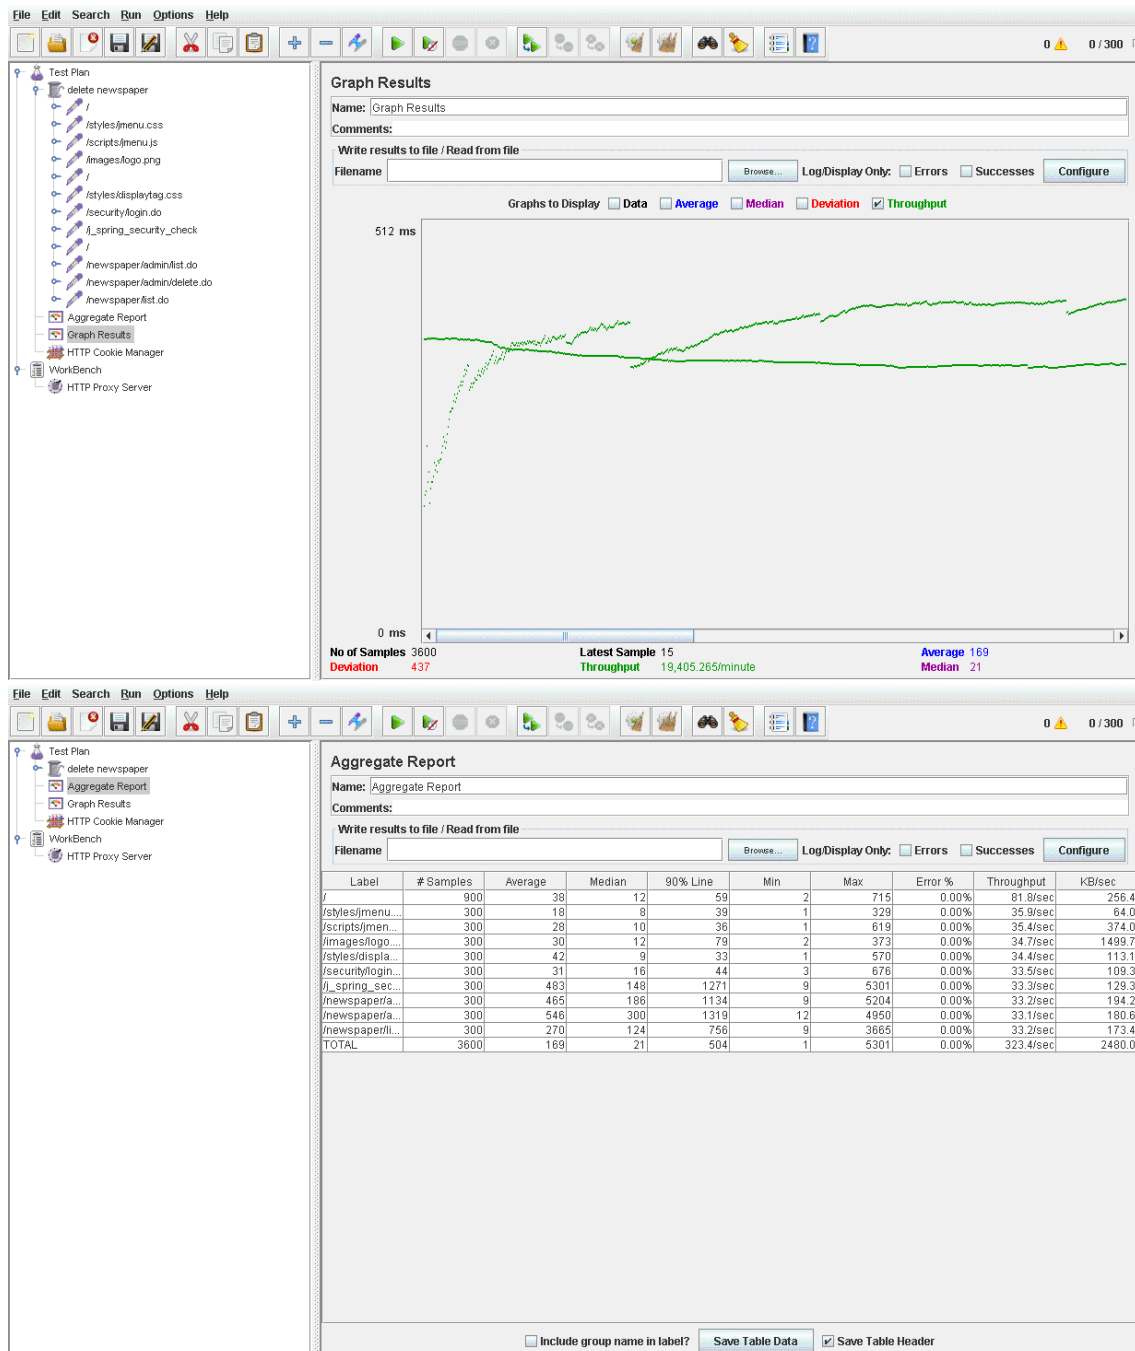 File Edit Search Run Options Help
0 0 / 300
Test Plan
delete newspaper
/
/styles/jmenu.css
/scripts/jmenu.js
/images/logo.png
/
/styles/displaytag.css
/security/login.do
/j_spring_security_check
/
/newspaper/admin/list.do
/newspaper/admin/delete.do
/newspaper/list.do
Aggregate Report
Graph Results
HTTP Cookie Manager
WorkBench
HTTP Proxy Server
Graph Results
Name: Graph Results
Comments:
Write results to file / Read from file
Filename Browse... Log/Display Only: Errors Successes Configure
Graphs to Display Data Average Median Deviation Throughput
512 ms
0 ms
No of Samples 3600 Latest Sample 15 Average 169
Deviation 437 Throughput 19,405.265/minute Median 21
File Edit Search Run Options Help
0 0 / 300
Test Plan
delete newspaper
Aggregate Report
Graph Results
HTTP Cookie Manager
WorkBench
HTTP Proxy Server
Aggregate Report
Name: Aggregate Report
Comments:
Write results to file / Read from file
Filename Browse... Log/Display Only: Errors Successes Configure
Label # Samples Average Median 90% Line Min Max Error % Throughput KB/sec
/ 900 38 12 59 2 715 0.00% 81.8/sec 256.4
/styles/jmenu.... 300 18 8 39 1 329 0.00% 35.9/sec 64.0
/scripts/jmen... 300 28 10 36 1 619 0.00% 35.4/sec 374.0
/images/logo.... 300 30 12 79 2 373 0.00% 34.7/sec 1499.7
/styles/displa... 300 42 9 33 1 570 0.00% 34.4/sec 113.1
/security/login... 300 31 16 44 3 676 0.00% 33.5/sec 109.3
/j_spring_sec... 300 483 148 1271 9 5301 0.00% 33.3/sec 129.3
/newspaper/a... 300 465 186 1134 9 5204 0.00% 33.2/sec 194.2
/newspaper/a... 300 546 300 1319 12 4950 0.00% 33.1/sec 180.6
/newspaper/li... 300 270 124 756 9 3665 0.00% 33.2/sec 173.4
TOTAL 3600 169 21 504 1 5301 0.00% 323.4/sec 2480.0
Include group name in label? Save Table Data Save Table Header